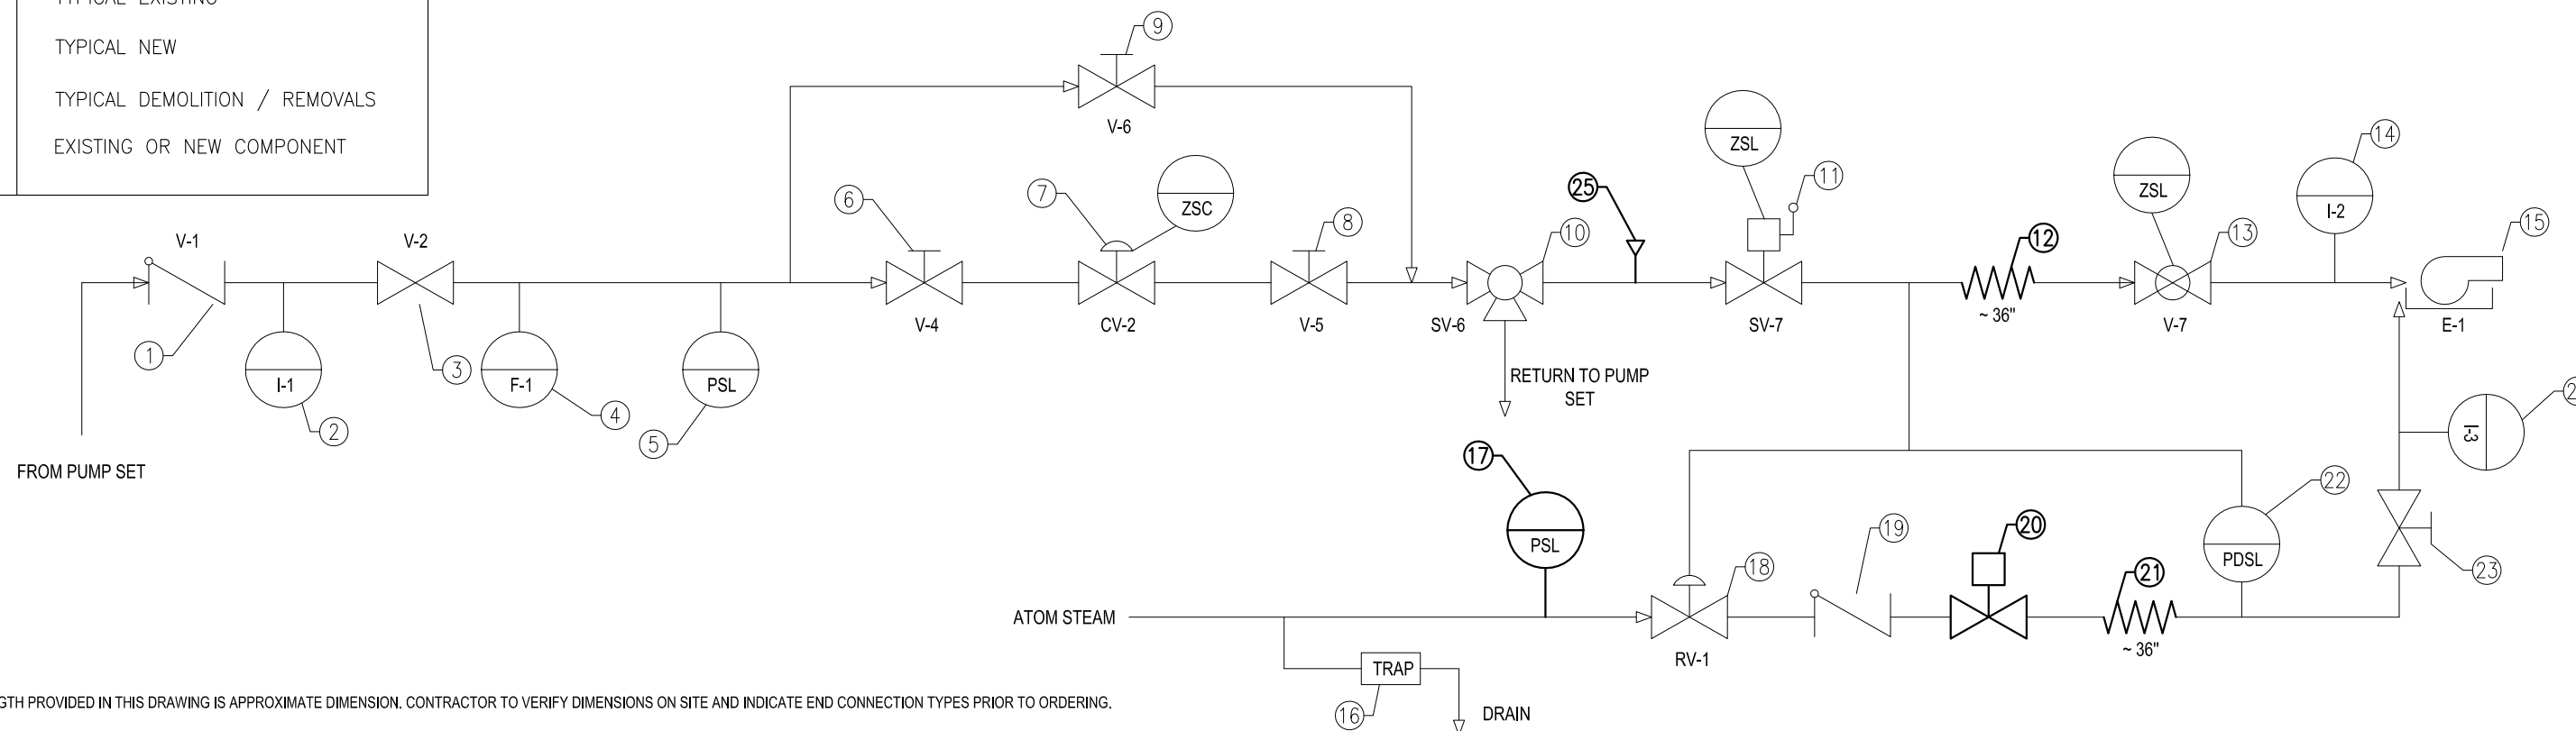 TYPICAL EXISTING
TYPICAL NEW
TYPICAL DEMOLITION / REMOVALS
EXISTING OR NEW COMPONENT
9
V-6
ZSL
11
ZSL
14
I-2
6
7
ZSC
8
25
10
12
13
15
V-1
V-2
V-4
CV-2
V-5
SV-6
SV-7
~ 36"
V-7
E-1
1
I-1
2
3
F-1
4
PSL
5
RETURN TO PUMP
SET
I-3
FROM PUMP SET
17
PSL
18
19
20
21
22
PDSL
23
ATOM STEAM
RV-1
~ 36"
TRAP
16
DRAIN
PROVIDED IN THIS DRAWING IS APPROXIMATE DIMENSION. CONTRACTOR TO VERIFY DIMENSIONS ON SITE AND INDICATE END CONNECTION TYPES PRIOR TO ORDERING.